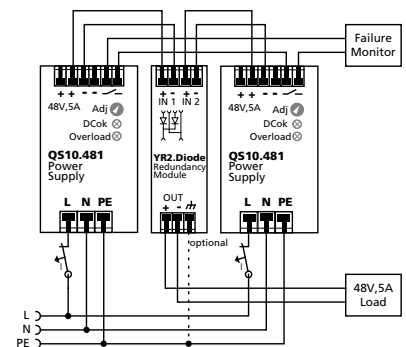 Failure
Monitor
+ + - -
48V,5A
Adj
DCok
Overload
QS10.481
Power
Supply
L N PE
+ - + -
IN 1 IN 2
YR2.Diode
Redundancy
Module
OUT
+ -
optional
+ + - -
48V,5A
Adj
DCok
Overload
QS10.481
Power
Supply
L N PE
I
I
48V,5A
Load
L
N
PE